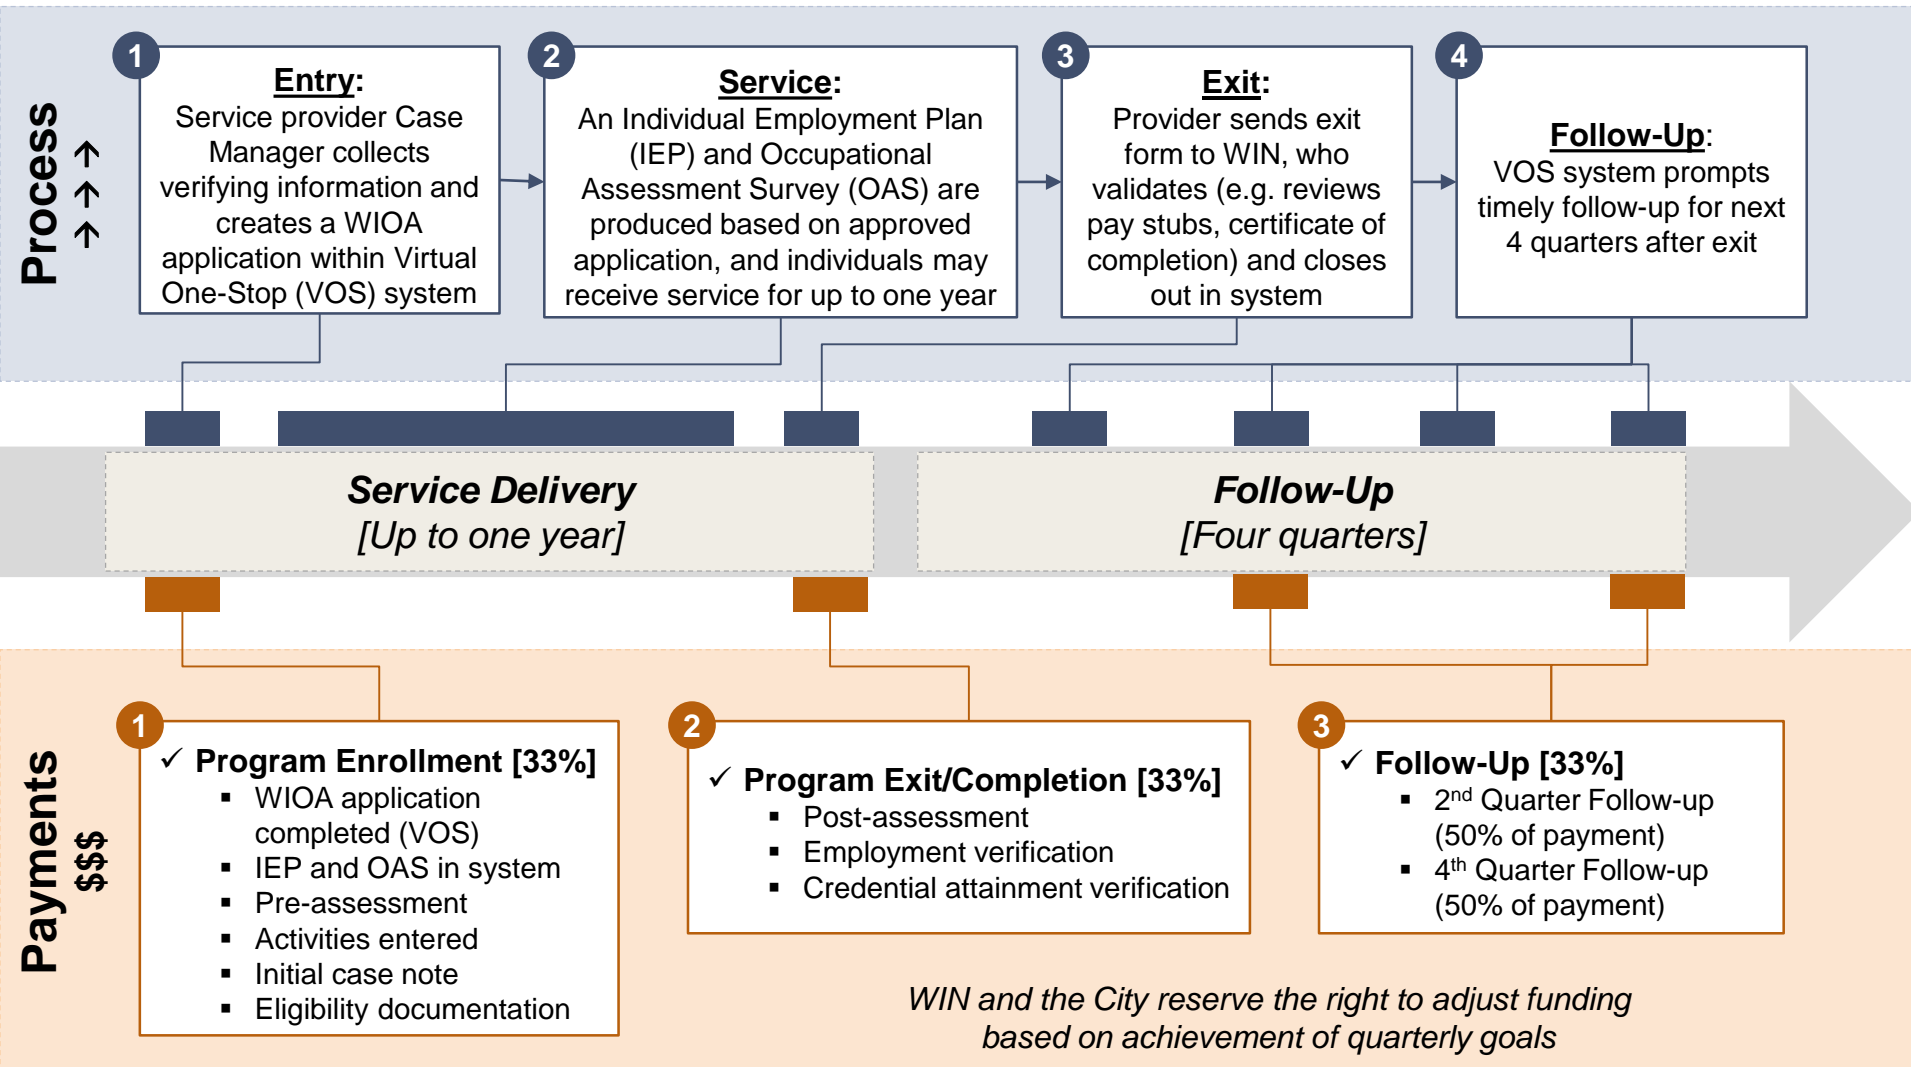 Process
1
Entry:
Service provider Case
Manager collects
verifying information and
creates a WIOA
application within Virtual
One-Stop (VOS) system
2
Service:
An Individual Employment Plan
(IEP) and Occupational
Assessment Survey (OAS) are
produced based on approved
application, and individuals may
receive service for up to one year
3
Exit:
Provider sends exit
form to WIN, who
validates (e.g. reviews
pay stubs, certificate of
completion) and closes
out in system
4
Follow-Up:
VOS system prompts
timely follow-up for next
4 quarters after exit
Service Delivery
[Up to one year]
Follow-Up
[Four quarters]
Payments
$$$
1
✓ Program Enrollment [33%]
▪ WIOA application
completed (VOS)
▪ IEP and OAS in system
▪ Pre-assessment
▪ Activities entered
▪ Initial case note
▪ Eligibility documentation
2
✓ Program Exit/Completion [33%]
▪ Post-assessment
▪ Employment verification
▪ Credential attainment verification
3
✓ Follow-Up [33%]
▪ 2nd Quarter Follow-up
(50% of payment)
▪ 4th Quarter Follow-up
(50% of payment)
WIN and the City reserve the right to adjust funding
based on achievement of quarterly goals